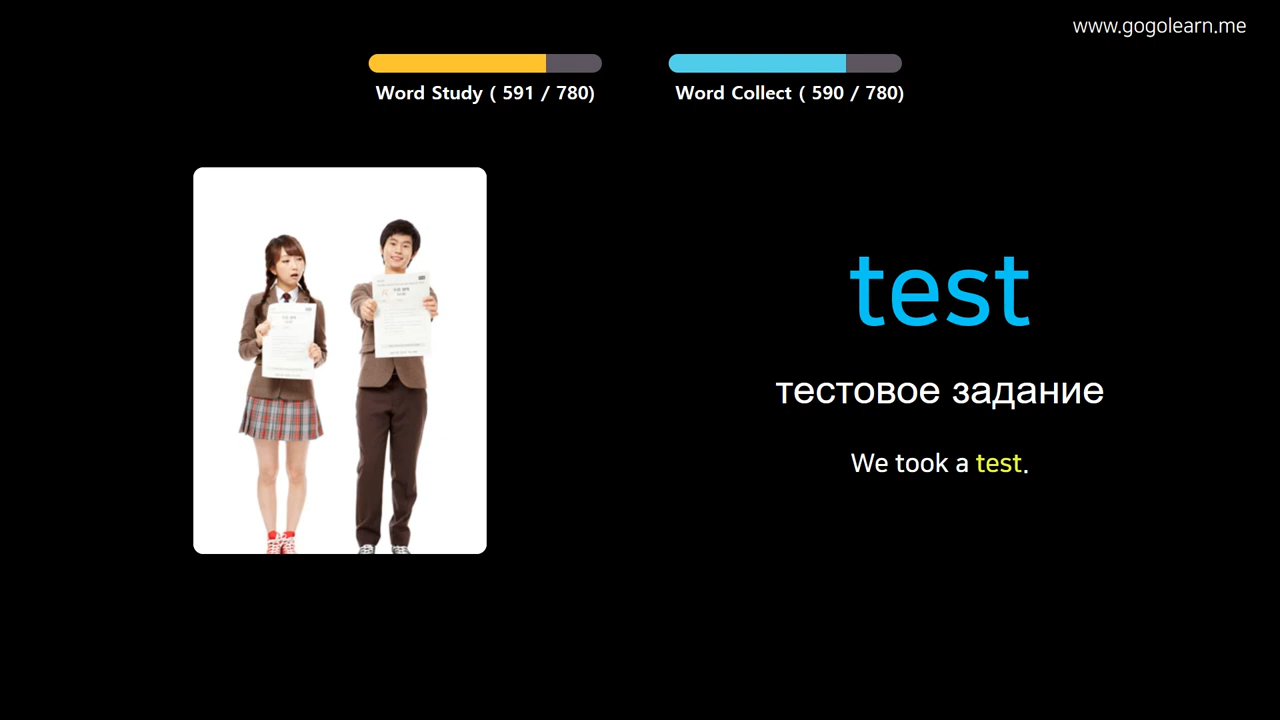 www.gogolearn.me
Word Study ( 591 / 780)
Word Collect ( 590 / 780)
test
тестовое задание
We took a test.